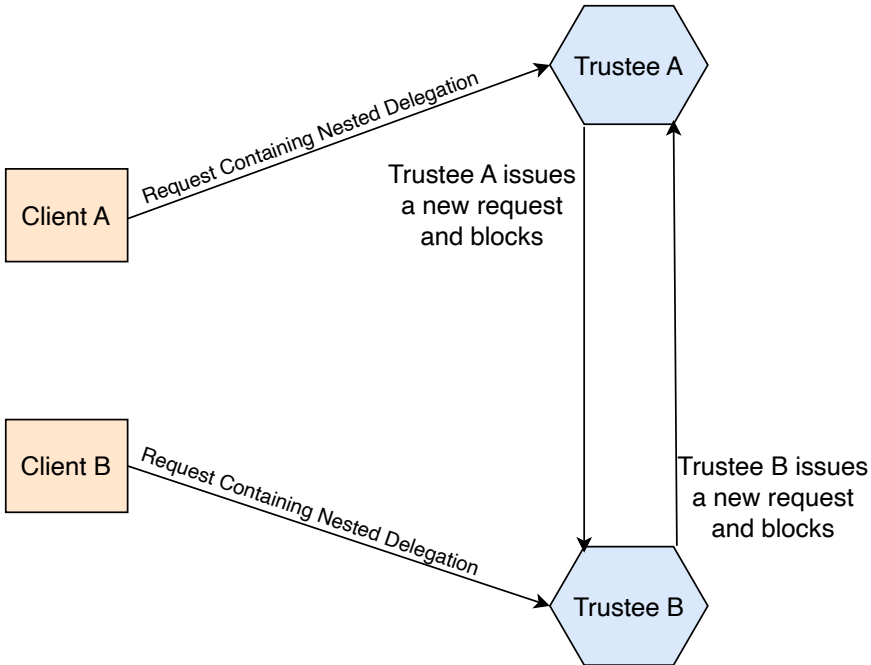 Trustee A
Request Containing Nested Delegation
Trustee A issues
a new request
and blocks
Client A
Client B
Request Containing Nested Delegation
Trustee B issues
a new request
and blocks
Trustee B